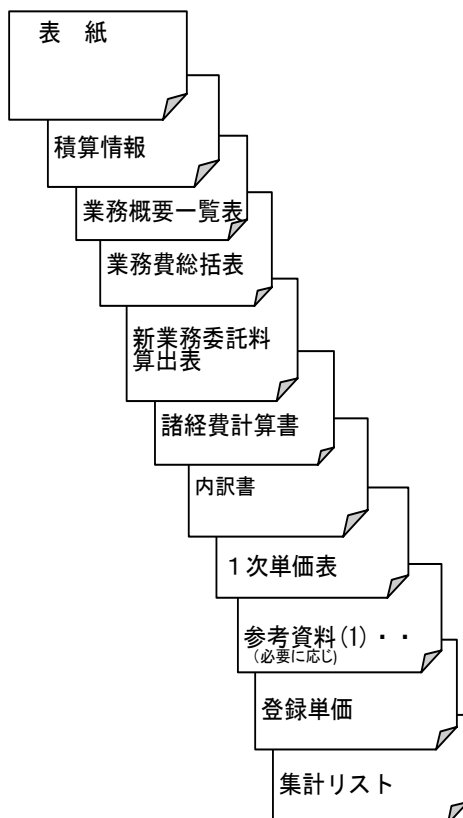 表　紙
積算情報
業務概要一覧表
業務費総括表
新業務委託料
算出表
諸経費計算書
内訳書
１次単価表
参考資料(1)・・
(必要に応じ)
登録単価
集計リスト